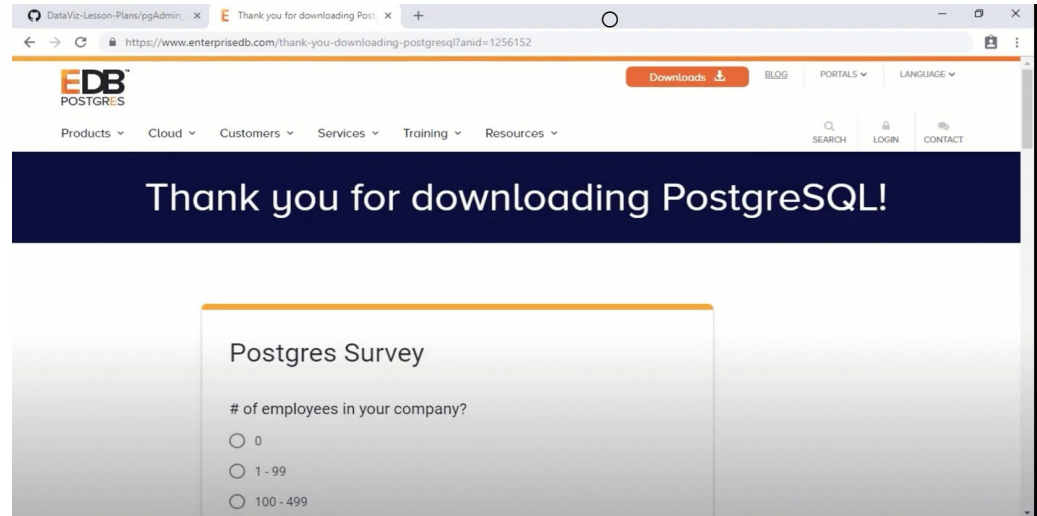 DataViz-Lesson-Plans/pgAdmin_
Thank you for downloading Post
https://www.enterprisedb.com/thank-you-downloading-postgresql?anid=1256152
EDB™
POSTGRES
Downloads
BLOG
PORTALS
LANGUAGE
Products
Cloud
Customers
Services
Training
Resources
SEARCH
LOGIN
CONTACT
Thank you for downloading PostgreSQL!
Postgres Survey
# of employees in your company?
0
1 - 99
100 - 499